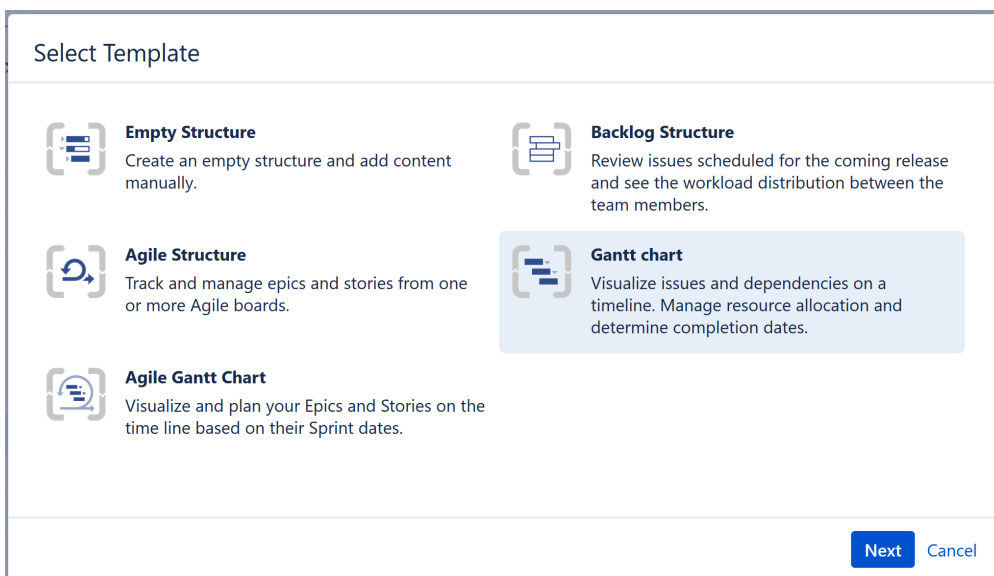 Select Template
Empty Structure
Create an empty structure and add content
manually.
Backlog Structure
Review issues scheduled for the coming release
and see the workload distribution between the
team members.
Agile Structure
Track and manage epics and stories from one
or more Agile boards.
Gantt chart
Visualize issues and dependencies on a
timeline. Manage resource allocation and
determine completion dates.
Agile Gantt Chart
Visualize and plan your Epics and Stories on the
time line based on their Sprint dates.
Next Cancel